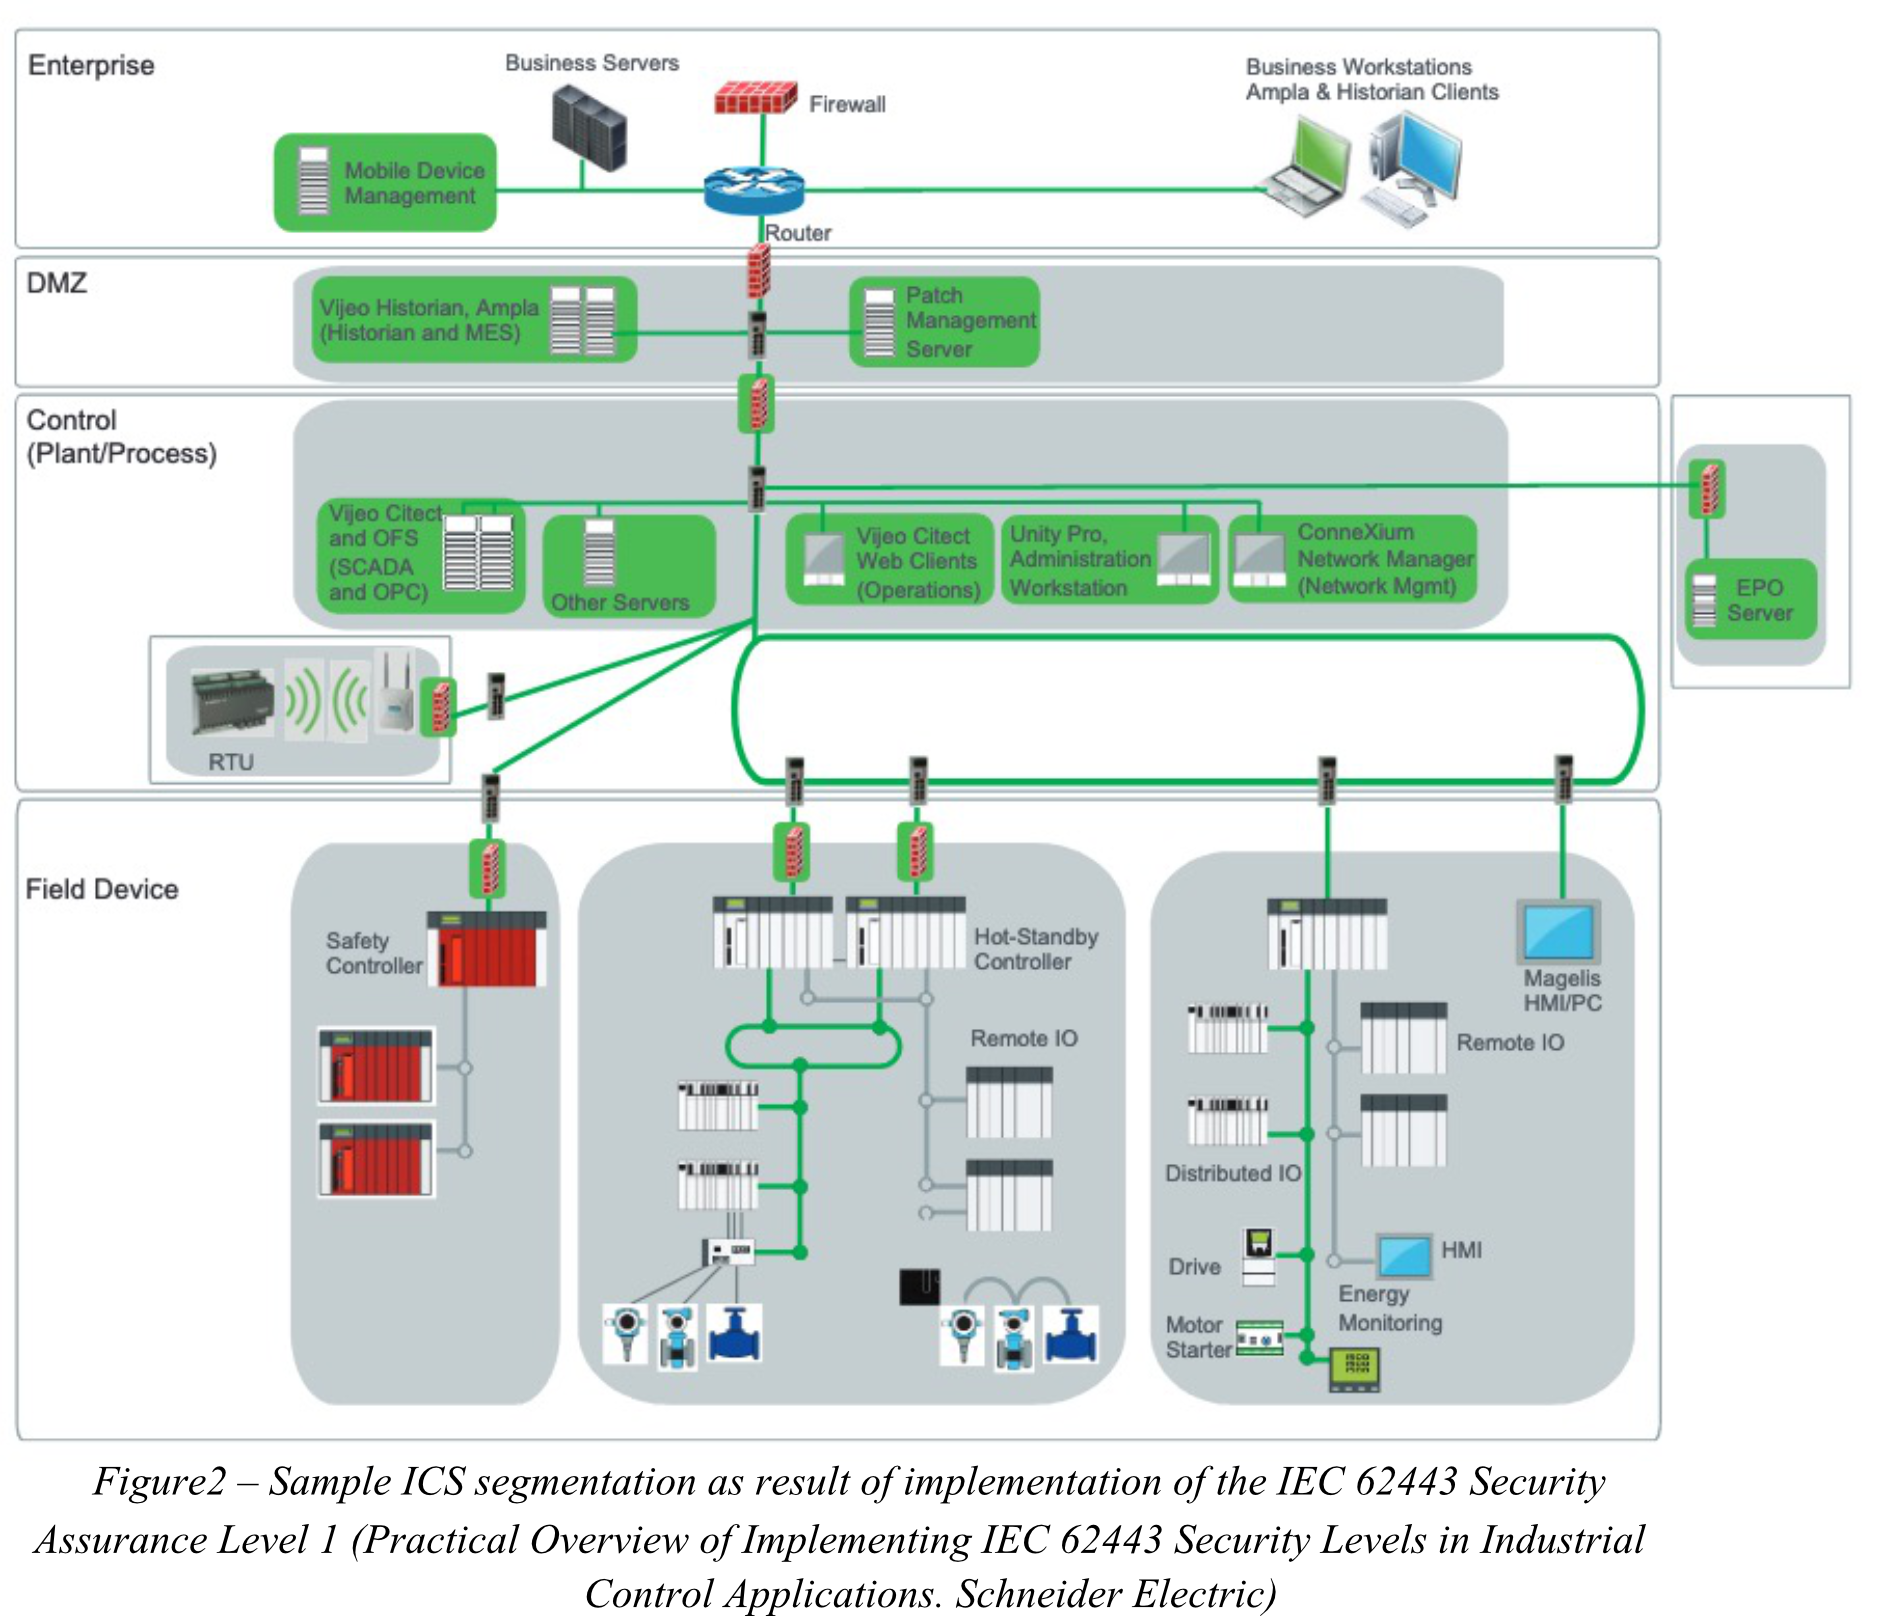 Enterprise
Business Servers
Firewall
Business Workstations
Ampla & Historian Clients
Mobile Device
Management
Router
DMZ
Vijeo Historian, Ampla
(Historian and MES)
Patch
Management
Server
Control
(Plant/Process)
Vijeo Citect
and OFS
(SCADA
and OPC)
Other Servers
Vijeo Citect
Web Clients
(Operations)
Unity Pro,
Administration
Workstation
ConneXium
Network Manager
(Network Mgmt)
EPO
Server
RTU
Field Device
Safety
Controller
Hot-Standby
Controller
Remote IO
Magelis
HMI/PC
Remote IO
Distributed IO
Drive
HMI
Energy
Monitoring
Motor
Starter
Figure2 – Sample ICS segmentation as result of implementation of the IEC 62443 Security
Assurance Level 1 (Practical Overview of Implementing IEC 62443 Security Levels in Industrial
Control Applications. Schneider Electric)